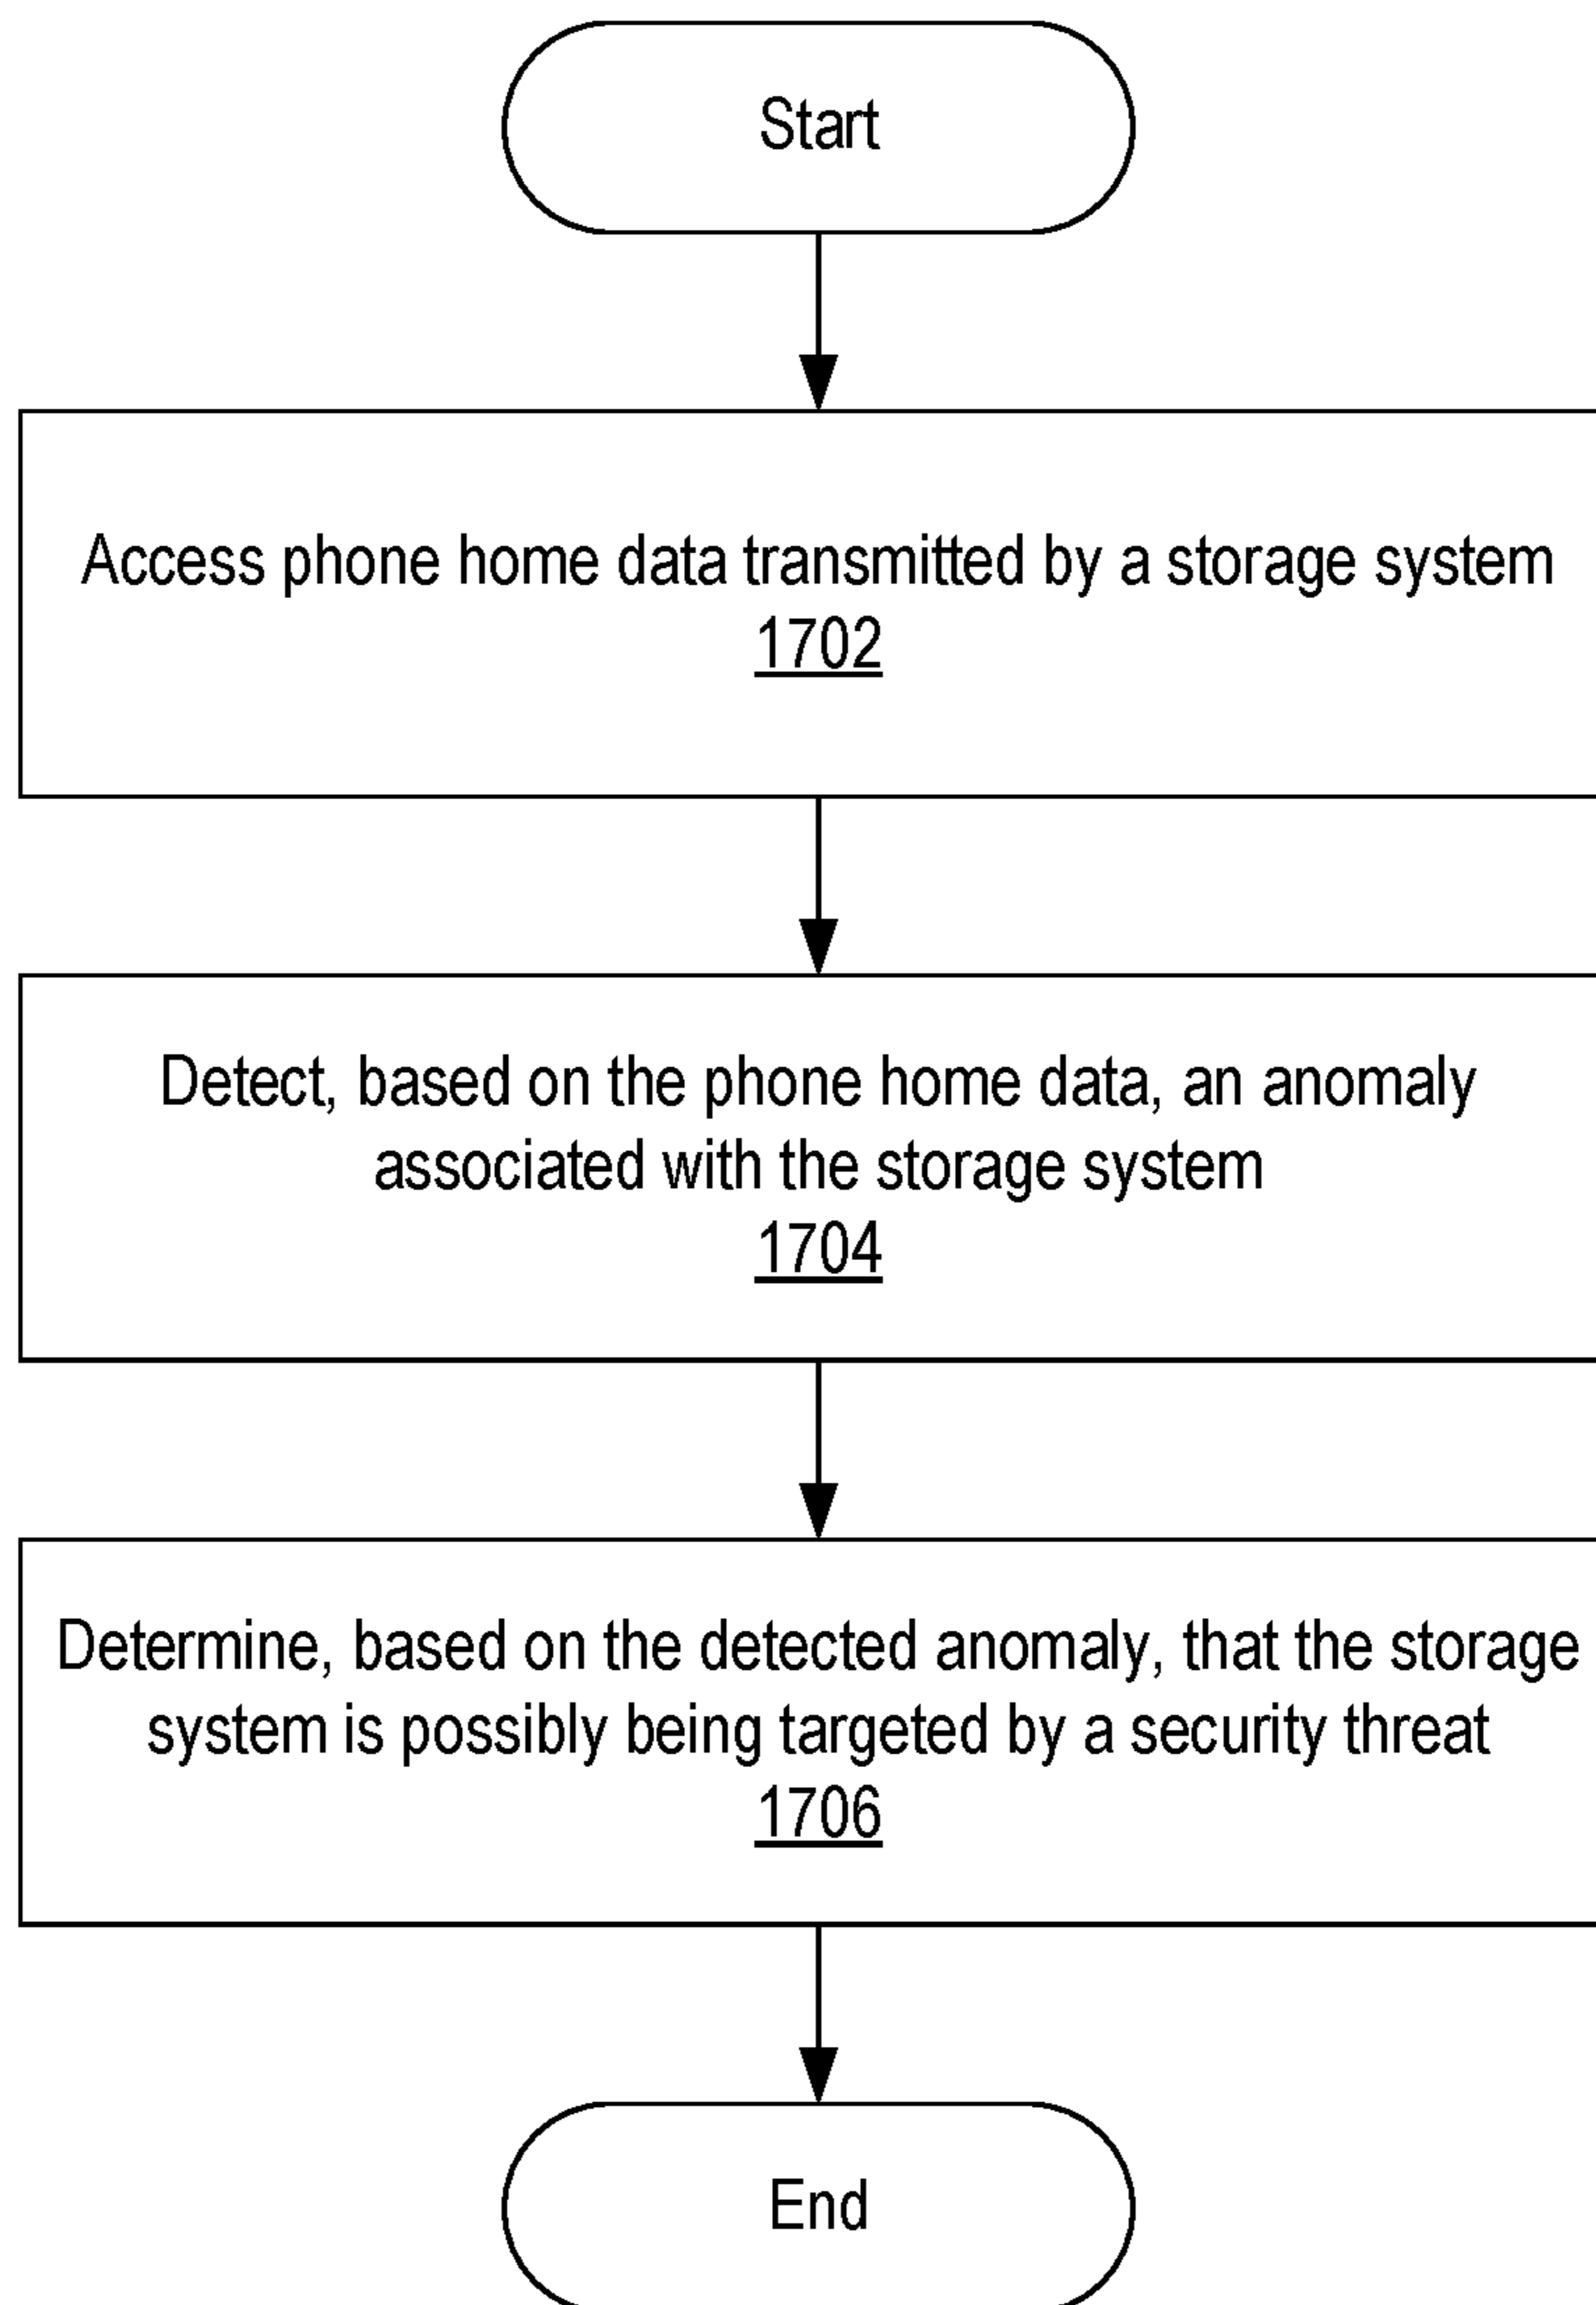 Start
Access phone home data transmitted by a storage system
1702
Detect, based on the phone home data, an anomaly
associated with the storage system
1704
Determine, based on the detected anomaly, that the storage
system is possibly being targeted by a security threat
1706
End